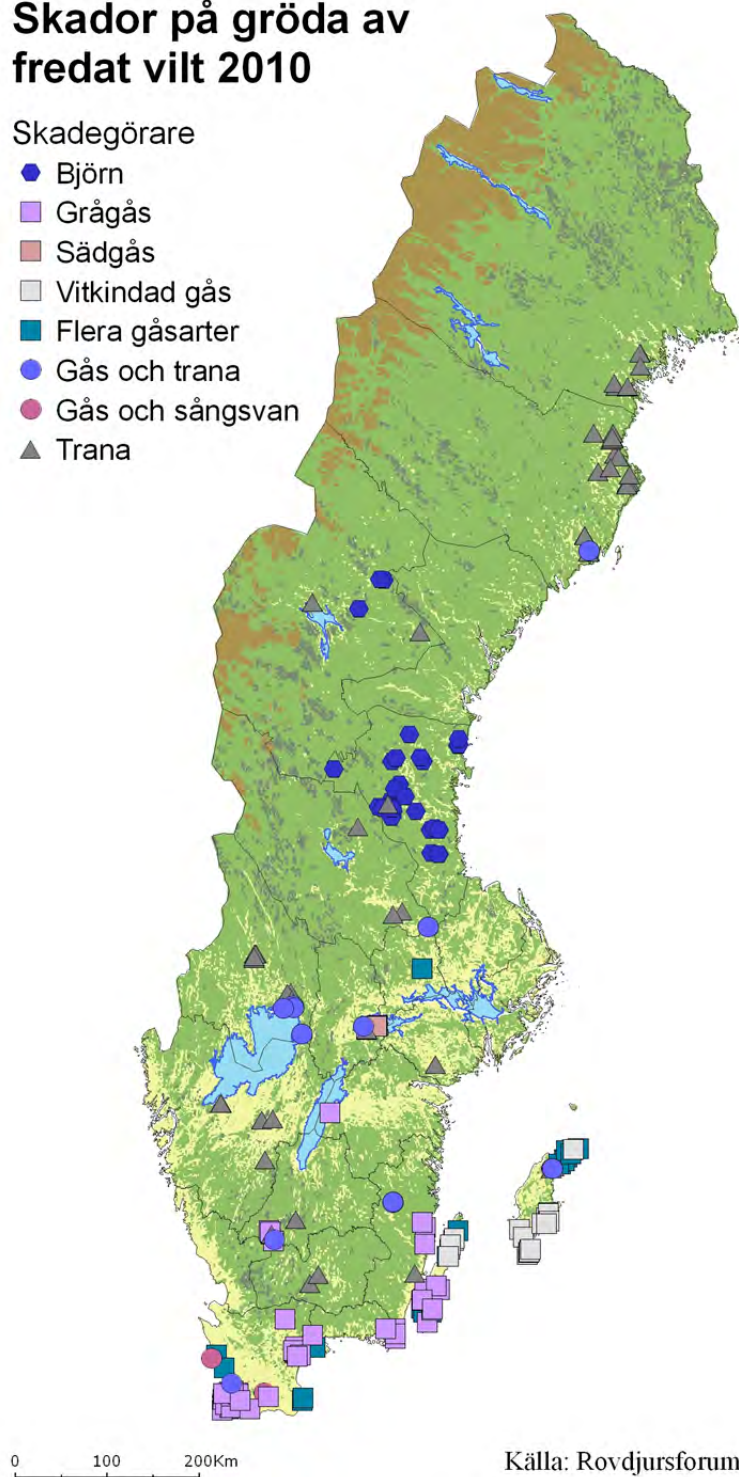 Skador på gröda av
fredat vilt 2010
Skadegörare
Björn
Grågås
Sädgås
Vitkindad gås
Flera gåsarter
Gås och trana
Gås och sångsvan
Trana
0 100 200Km
Källa: Rovdjursforum